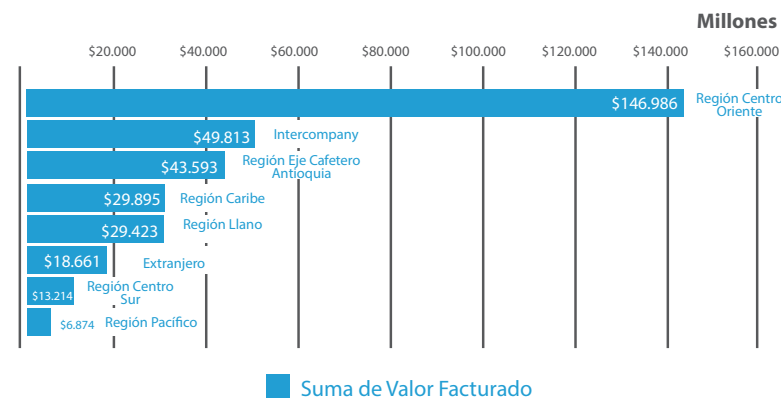 Millones
$20.000 $40.000 $60.000 $80.000 $100.000 $120.000 $140.000 $160.000
$146.986 Región Centro
Oriente
$49.813 Intercompany
$43.593 Región Eje Cafetero
Antioquia
$29.895 Región Caribe
$29.423 Región Llano
$18.661 Extranjero
$13.214 Región Centro
Sur
$6.874 Región Pacífico
Suma de Valor Facturado